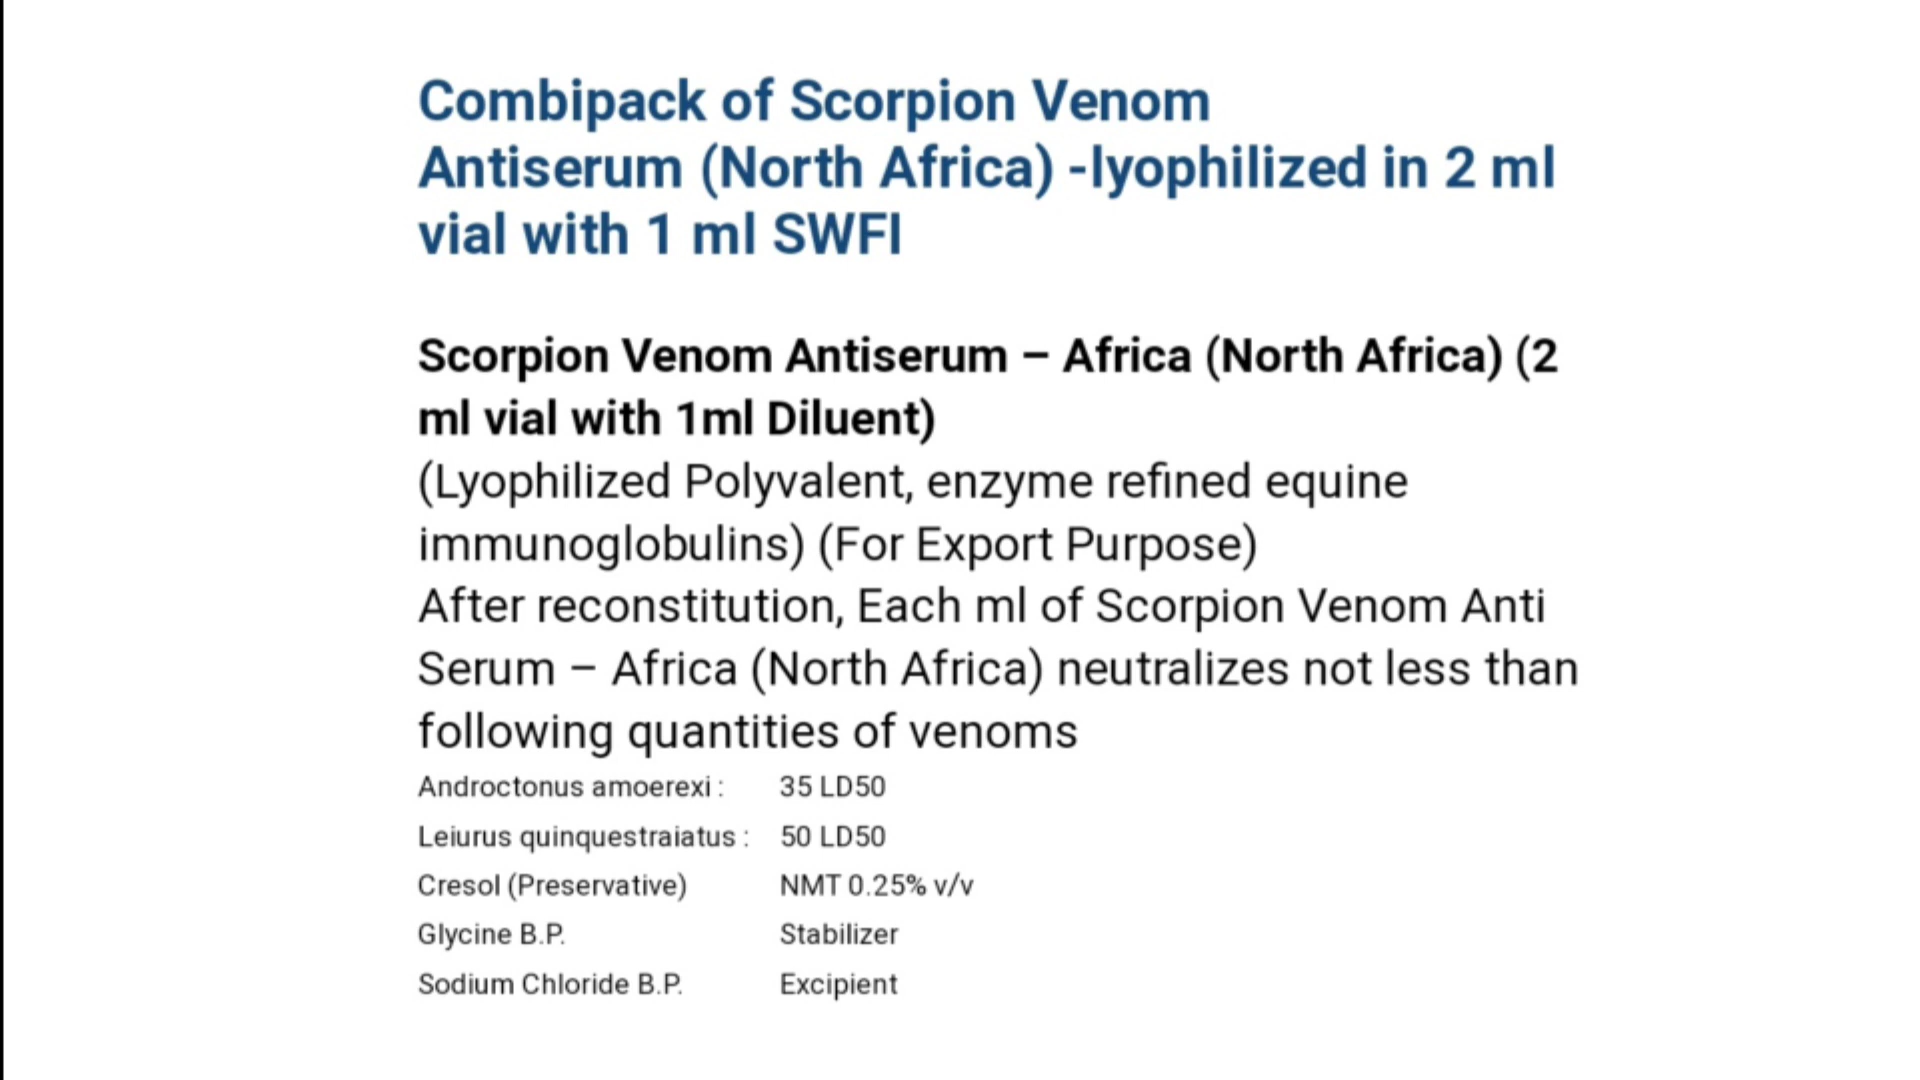 Combipack of Scorpion Venom
Antiserum (North Africa) -lyophilized in 2 ml
vial with 1 ml SWFI
Scorpion Venom Antiserum – Africa (North Africa) (2
ml vial with 1ml Diluent)
(Lyophilized Polyvalent, enzyme refined equine
immunoglobulins) (For Export Purpose)
After reconstitution, Each ml of Scorpion Venom Anti
Serum – Africa (North Africa) neutralizes not less than
following quantities of venoms
Androctonus amoerexi : 35 LD50
Leiurus quinquestraiatus : 50 LD50
Cresol (Preservative) NMT 0.25% v/v
Glycine B.P. Stabilizer
Sodium Chloride B.P. Excipient